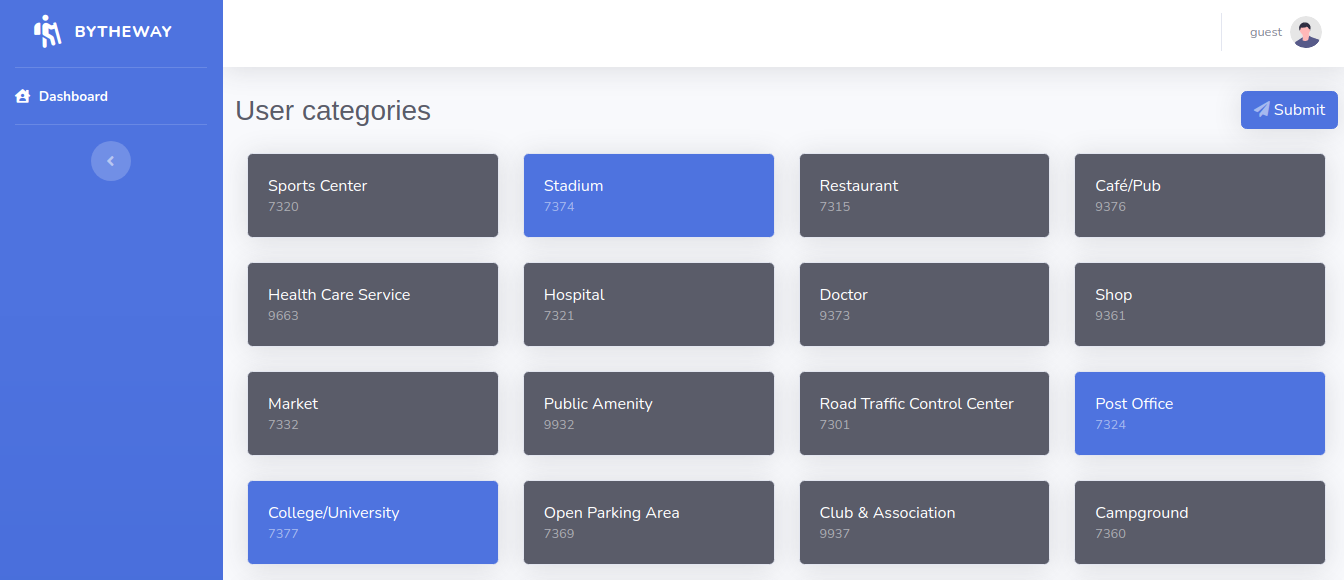 BYTHEWAY
guest
Dashboard
User categories
Submit
Sports Center
7320
Stadium
7374
Restaurant
7315
Café/Pub
9376
Health Care Service
9663
Hospital
7321
Doctor
9373
Shop
9361
Market
7332
Public Amenity
9932
Road Traffic Control Center
7301
Post Office
7324
College/University
7377
Open Parking Area
7369
Club & Association
9937
Campground
7360